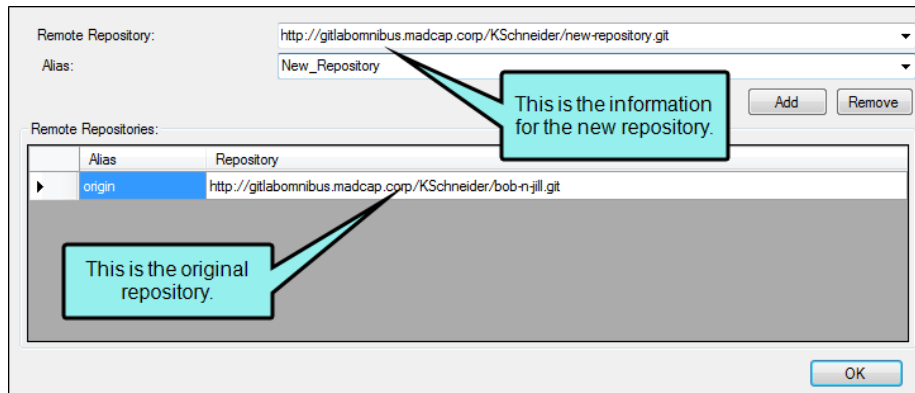 Remote Repository:
http://gitlabomnibus.madcap.corp/KSchneider/new-repository.git
Alias:
New_Repository
This is the information
for the new repository.
Add
Remove
Remote Repositories:
Alias
Repository
origin
http://gitlabomnibus.madcap.corp/KSchneider/bob-n-jill.git
This is the original
repository.
OK